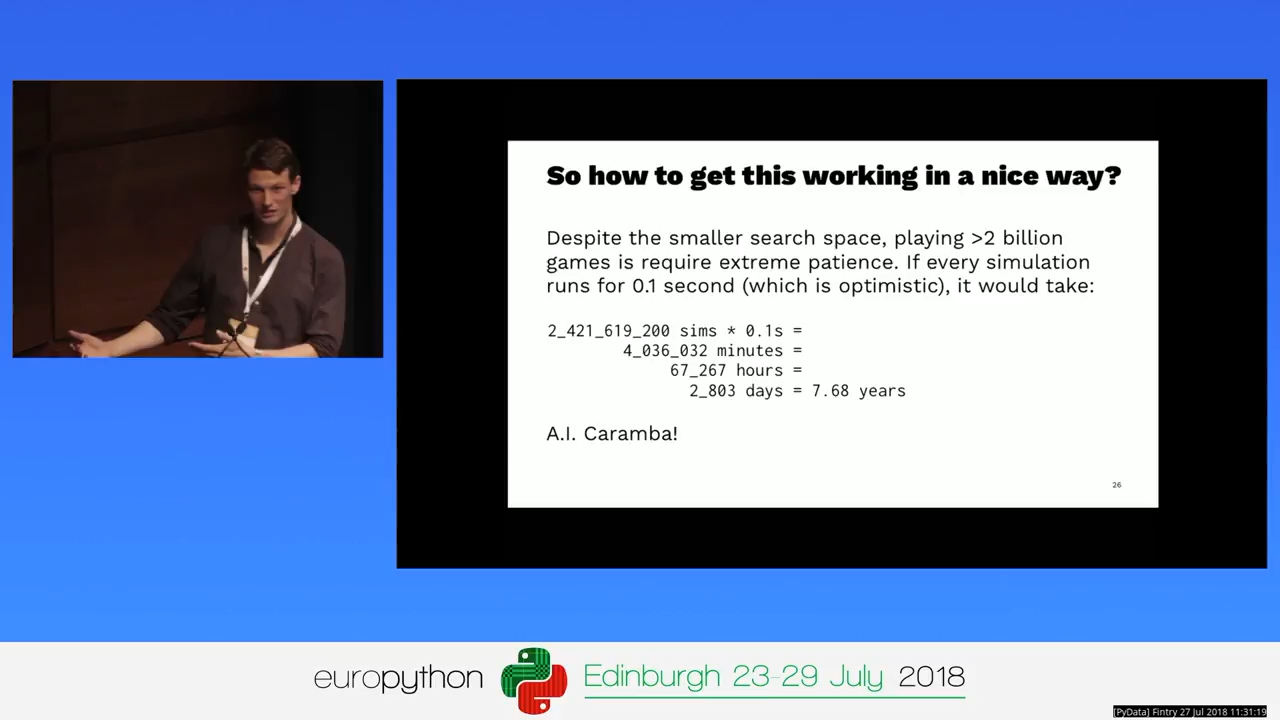 So how to get this working in a nice way?
Despite the smaller search space, playing >2 billion
games is require extreme patience. If every simulation
runs for 0.1 second (which is optimistic), it would take:
2_421_619_200 sims * 0.1s =
4_036_032 minutes =
67_267 hours =
2_803 days = 7.68 years
A.I. Caramba!
26
europython Edinburgh 23-29 July 2018
[PyData] Fintry 27 Jul 2018 11:31:19